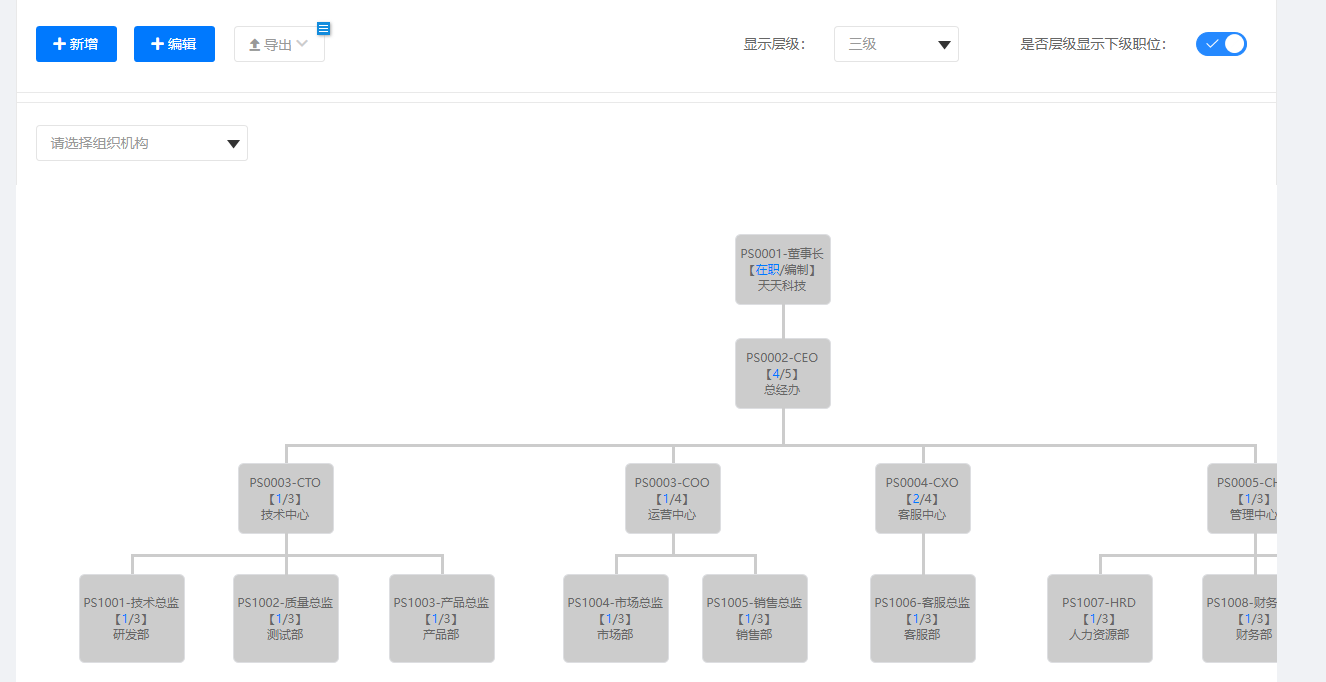 新增
编辑
导出
显示层级：
三级
是否层级显示下级职位：
请选择组织机构
PS0001-董事长
【在职/编制】
天天科技
PS0002-CEO
【4/5】
总经办
PS0003-CTO
【1/3】
技术中心
PS0003-COO
【1/4】
运营中心
PS0004-CXO
【2/4】
客服中心
PS0005-CH
【1/3】
管理中心
PS1001-技术总监
【1/3】
研发部
PS1002-质量总监
【1/3】
测试部
PS1003-产品总监
【1/3】
产品部
PS1004-市场总监
【1/3】
市场部
PS1005-销售总监
【1/3】
销售部
PS1006-客服总监
【1/3】
客服部
PS1007-HRD
【1/3】
人力资源部
PS1008-财务
【1/3】
财务部